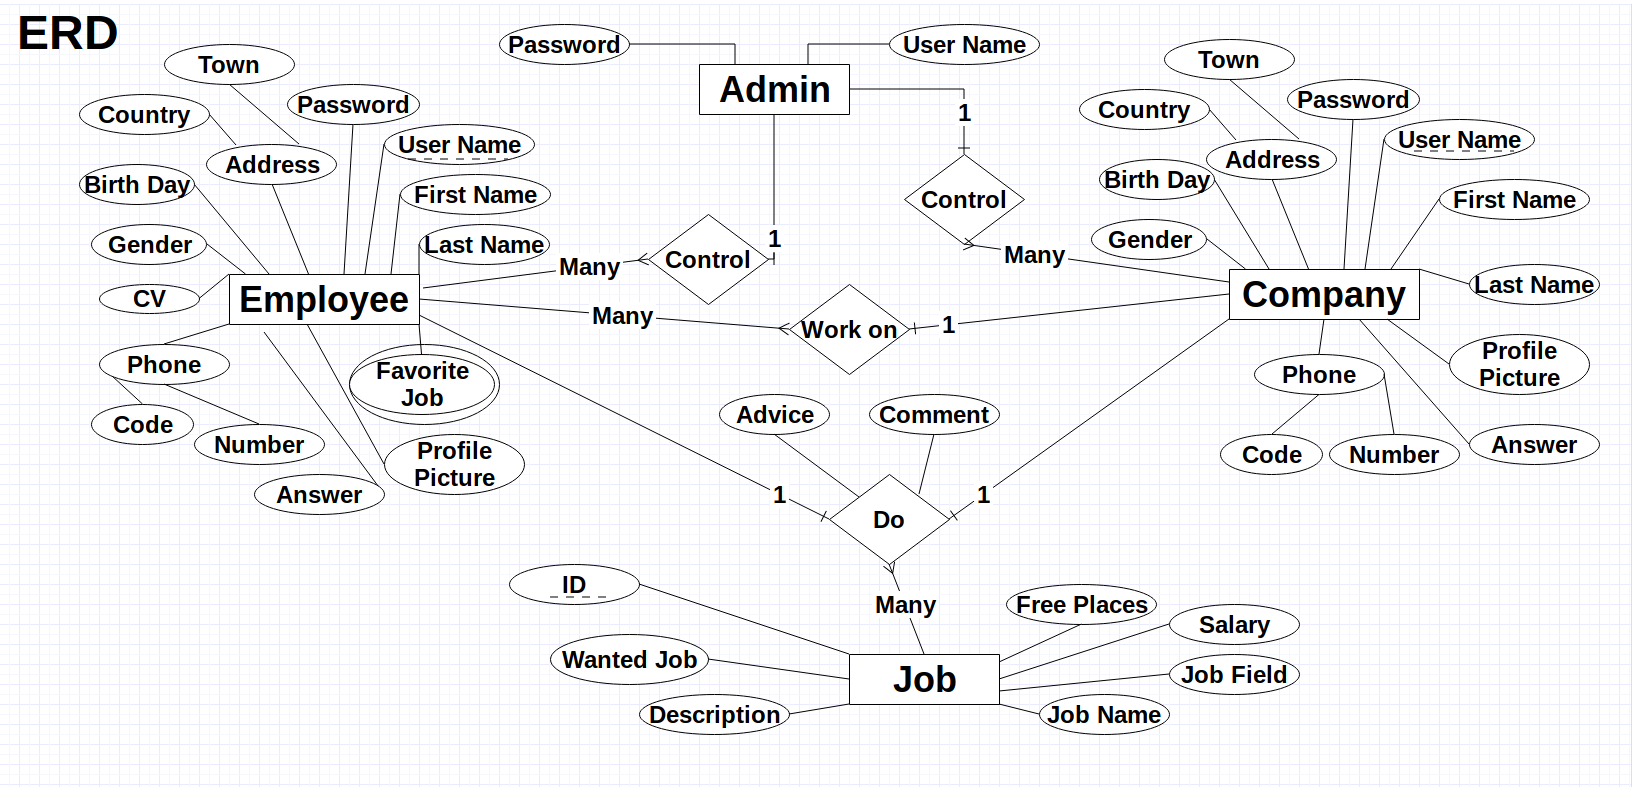 ERD
Password
User Name
Admin
1
1
Control
Control
Many
Many
Town
Country
Password
User Name
Address
Birth Day
First Name
Gender
Last Name
CV
Employee
Phone
Favorite
Job
Code
Number
Profile
Picture
Answer
Many
Work on
1
Town
Country
Password
User Name
Address
Birth Day
First Name
Gender
Last Name
Company
Phone
Profile
Picture
Code
Number
Answer
Advice
Comment
1
1
Do
Many
ID
Free Places
Salary
Wanted Job
Job
Job Field
Description
Job Name